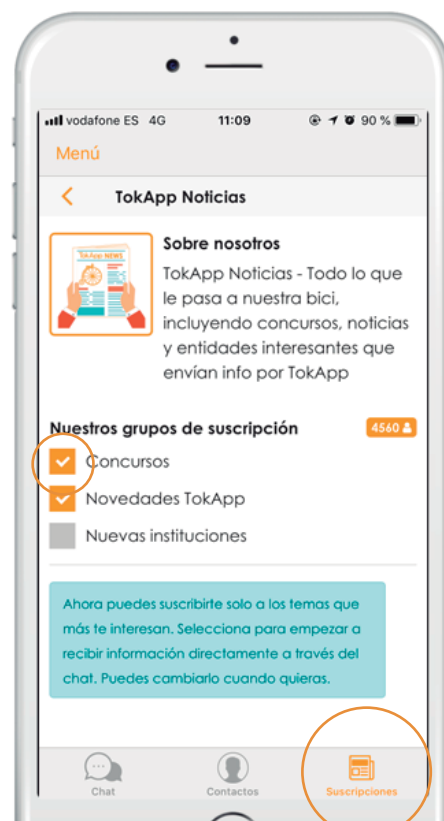 vodafone ES 4G 11:09 90 %
Menú
TokApp Noticias
TokApp NEWS
Sobre nosotros
TokApp Noticias - Todo lo que
le pasa a nuestra bici,
incluyendo concursos, noticias
y entidades interesantes que
envían info por TokApp
Nuestros grupos de suscripción 4560
Concursos
Novedades TokApp
Nuevas instituciones
Ahora puedes suscribirte solo a los temas que
más te interesan. Selecciona para empezar a
recibir información directamente a través del
chat. Puedes cambiarlo cuando quieras.
Chat Contactos Suscripciones